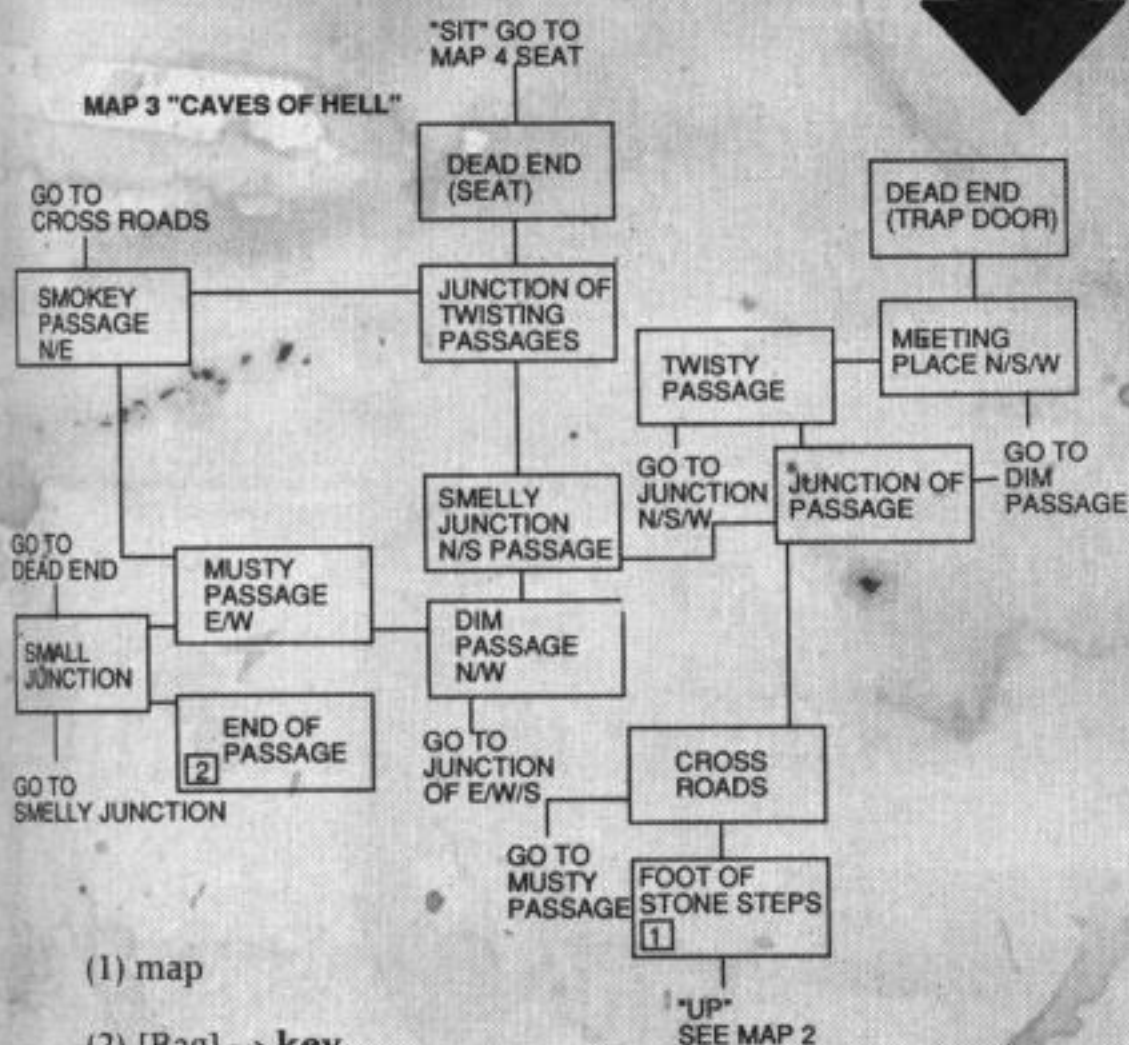 "SIT" GO TO
MAP 4 SEAT
MAP 3 "CAVES OF HELL"
DEAD END
(SEAT)
DEAD END
(TRAP DOOR)
GO TO
CROSS ROADS
SMOKEY
PASSAGE
N/E
JUNCTION OF
TWISTING
PASSAGES
TWISTY
PASSAGE
MEETING
PLACE N/S/W
GO TO
JUNCTION
N/S/W
JUNCTION OF
PASSAGE
GO TO
DIM
PASSAGE
SMELLY
JUNCTION
N/S PASSAGE
GO TO
DEAD END
MUSTY
PASSAGE
E/W
DIM
PASSAGE
N/W
SMALL
JUNCTION
END OF
PASSAGE
2
GO TO
SMELLY JUNCTION
GO TO
JUNCTION
OF E/W/S
CROSS
ROADS
GO TO
MUSTY
PASSAGE
FOOT OF
STONE STEPS
1
"UP"
SEE MAP 2
(1) map
(2) [Bag] --> key